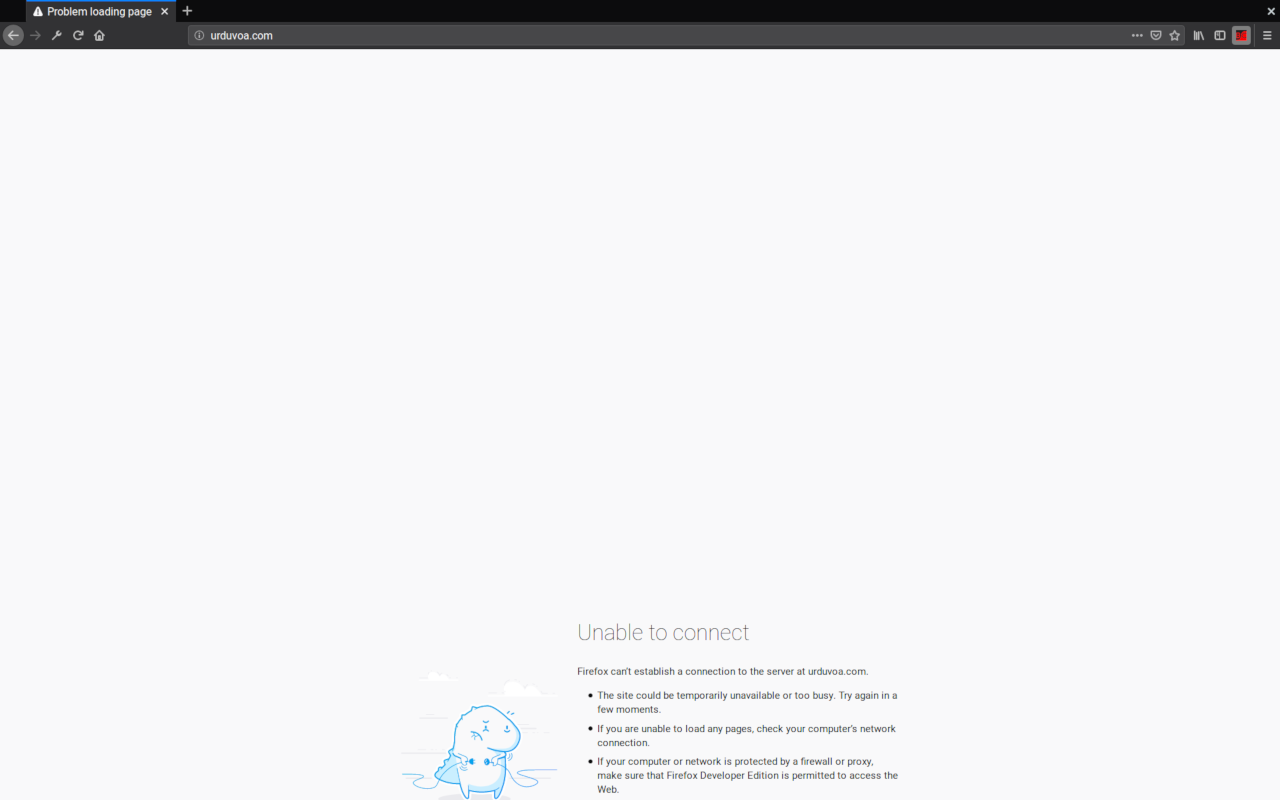 Problem loading page
urduvoa.com
Unable to connect
Firefox can't establish a connection to the server at urduvoa.com.
The site could be temporarily unavailable or too busy. Try again in a
few moments.
If you are unable to load any pages, check your computer's network
connection.
If your computer or network is protected by a firewall or proxy,
make sure that Firefox Developer Edition is permitted to access the
Web.